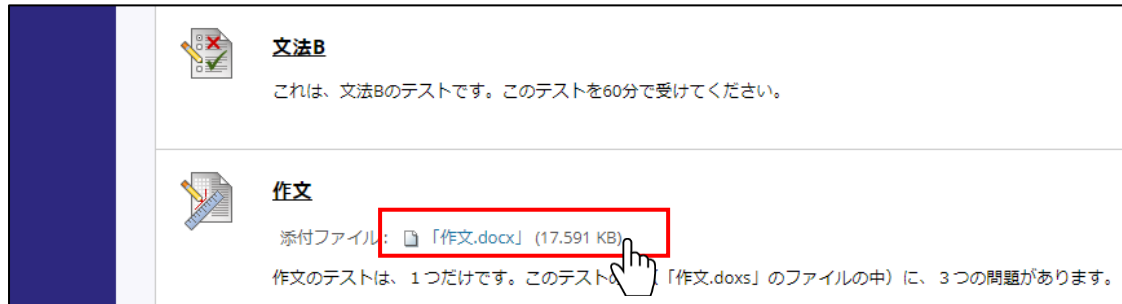 文法B
これは、文法Bのテストです。このテストを60分で受けてください。
作文
添付ファイル： 「作文.docx」 (17.591 KB)
作文のテストは、１つだけです。このテスト 「作文.doxs」のファイルの中）に、３つの問題があります。